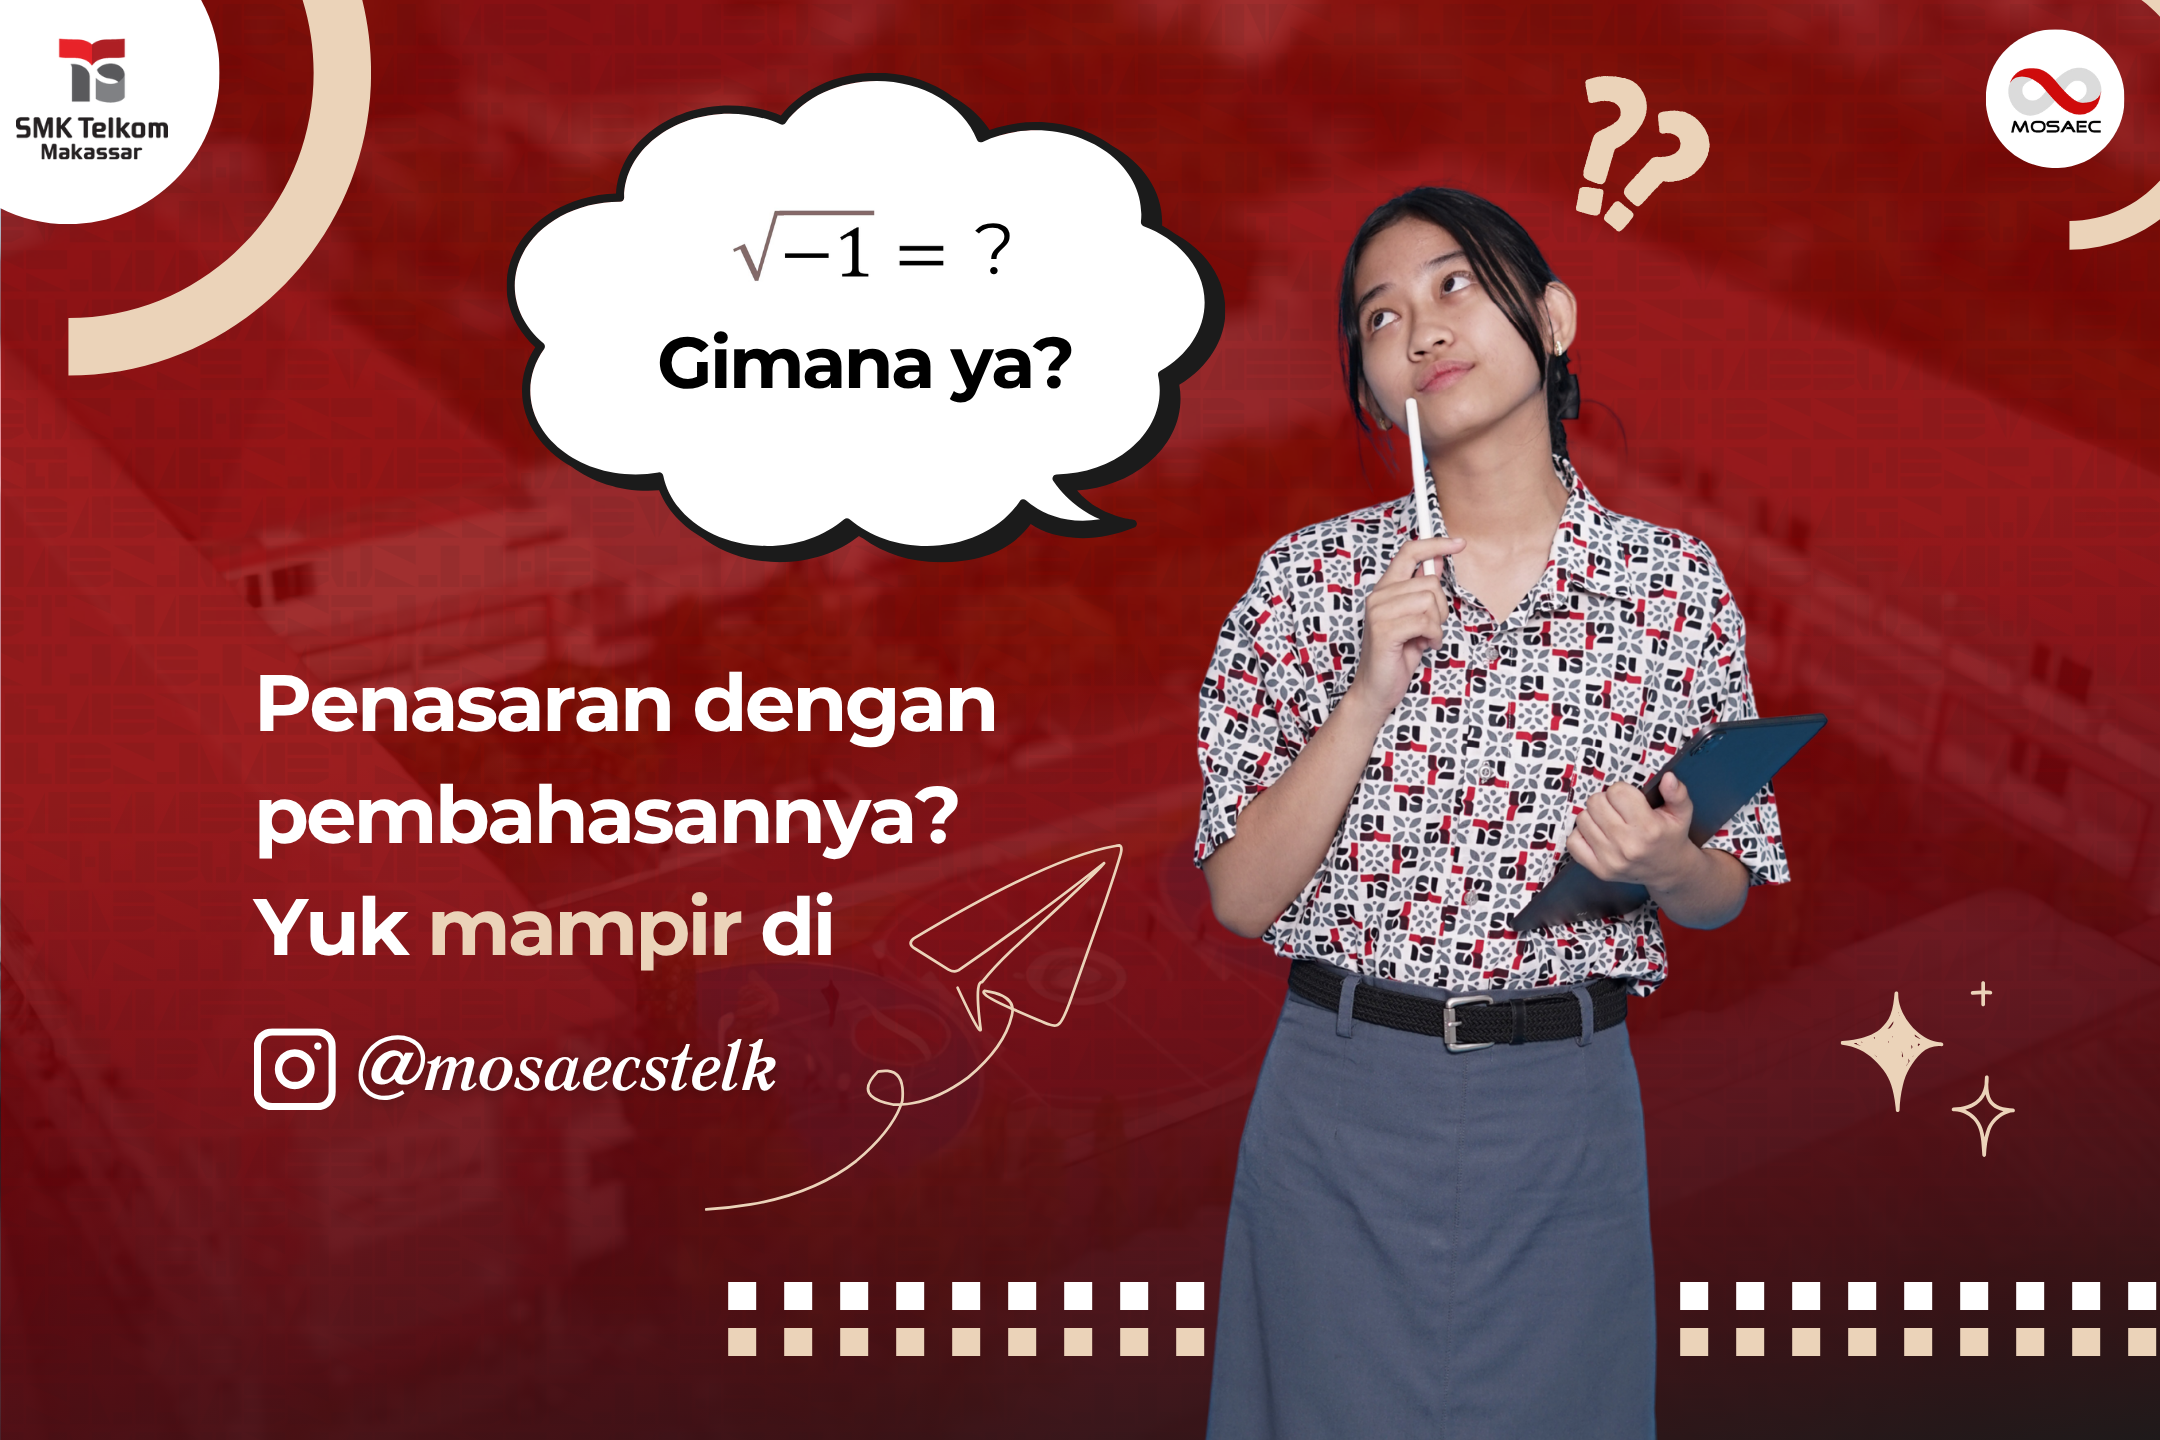 SMK Telkom
Makassar
MOSAEC
√−1 = ?
Gimana ya?
Penasaran dengan
pembahasannya?
Yuk mampir di
@mosaecstelk